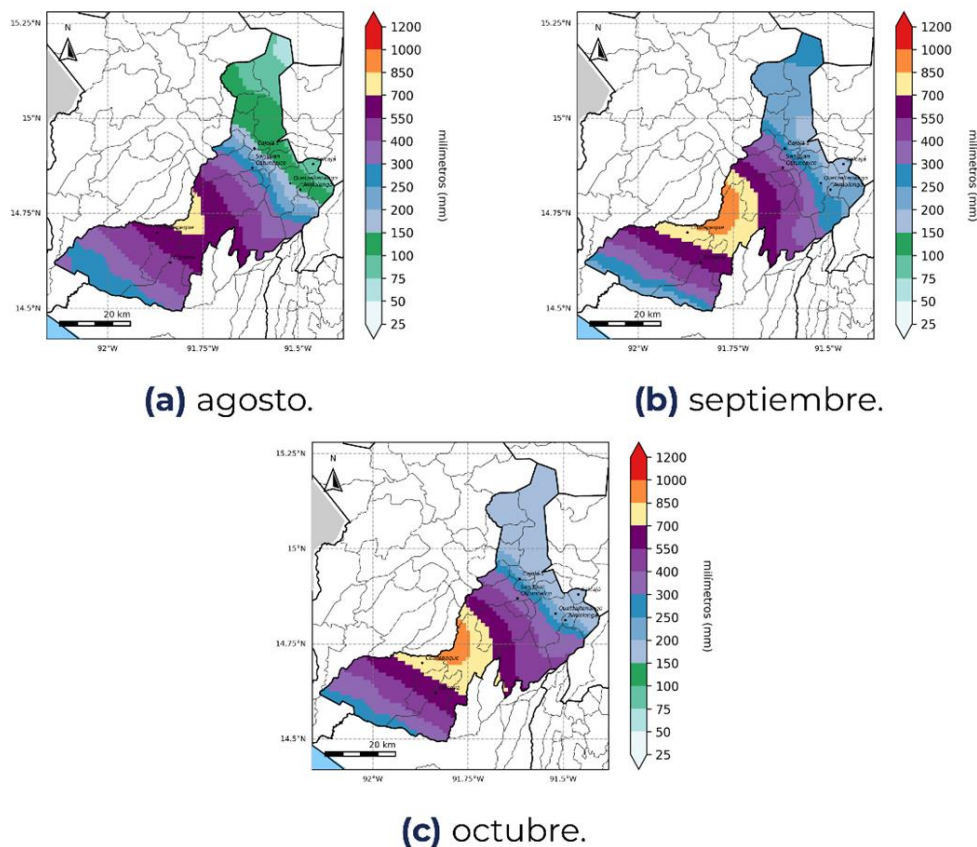 15.25°N
15°N
14.75°N
14.5°N
N
20 km
92°W
91.75°W
91.5°W
1200
1000
850
700
550
400
300
250
200
150
100
75
50
25
milímetros (mm)
(a) agosto.
15.25°N
15°N
14.75°N
14.5°N
N
20 km
92°W
91.75°W
91.5°W
1200
1000
850
700
550
400
300
250
200
150
100
75
50
25
milímetros (mm)
(b) septiembre.
15.25°N
15°N
14.75°N
14.5°N
N
Quetzaltenango
20 km
92°W
91.75°W
91.5°W
1200
1000
850
700
550
400
300
250
200
150
100
75
50
25
milímetros (mm)
(c) octubre.